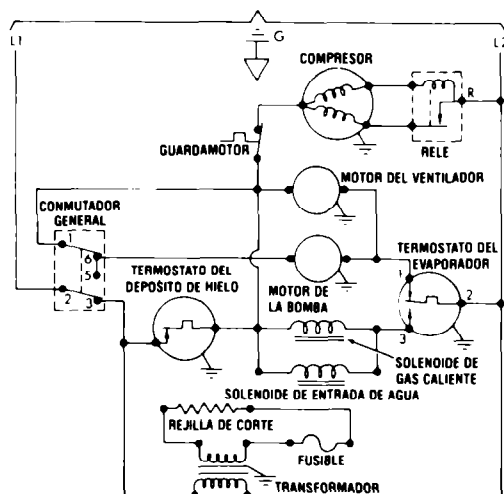 L1
G
L2
COMPRESOR
R
GUARDAMOTOR
RELE
MOTOR DEL VENTILADOR
CONMUTADOR
GENERAL
1
6
5
2
3
TERMOSTATO DEL
DEPOSITO DE HIELO
MOTOR DE
LA BOMBA
TERMOSTATO DEL
EVAPORADOR
1
2
3
SOLENOIDE DE
GAS CALIENTE
SOLENOIDE DE ENTRADA DE AGUA
REJILLA DE CORTE
FUSIBLE
TRANSFORMADOR